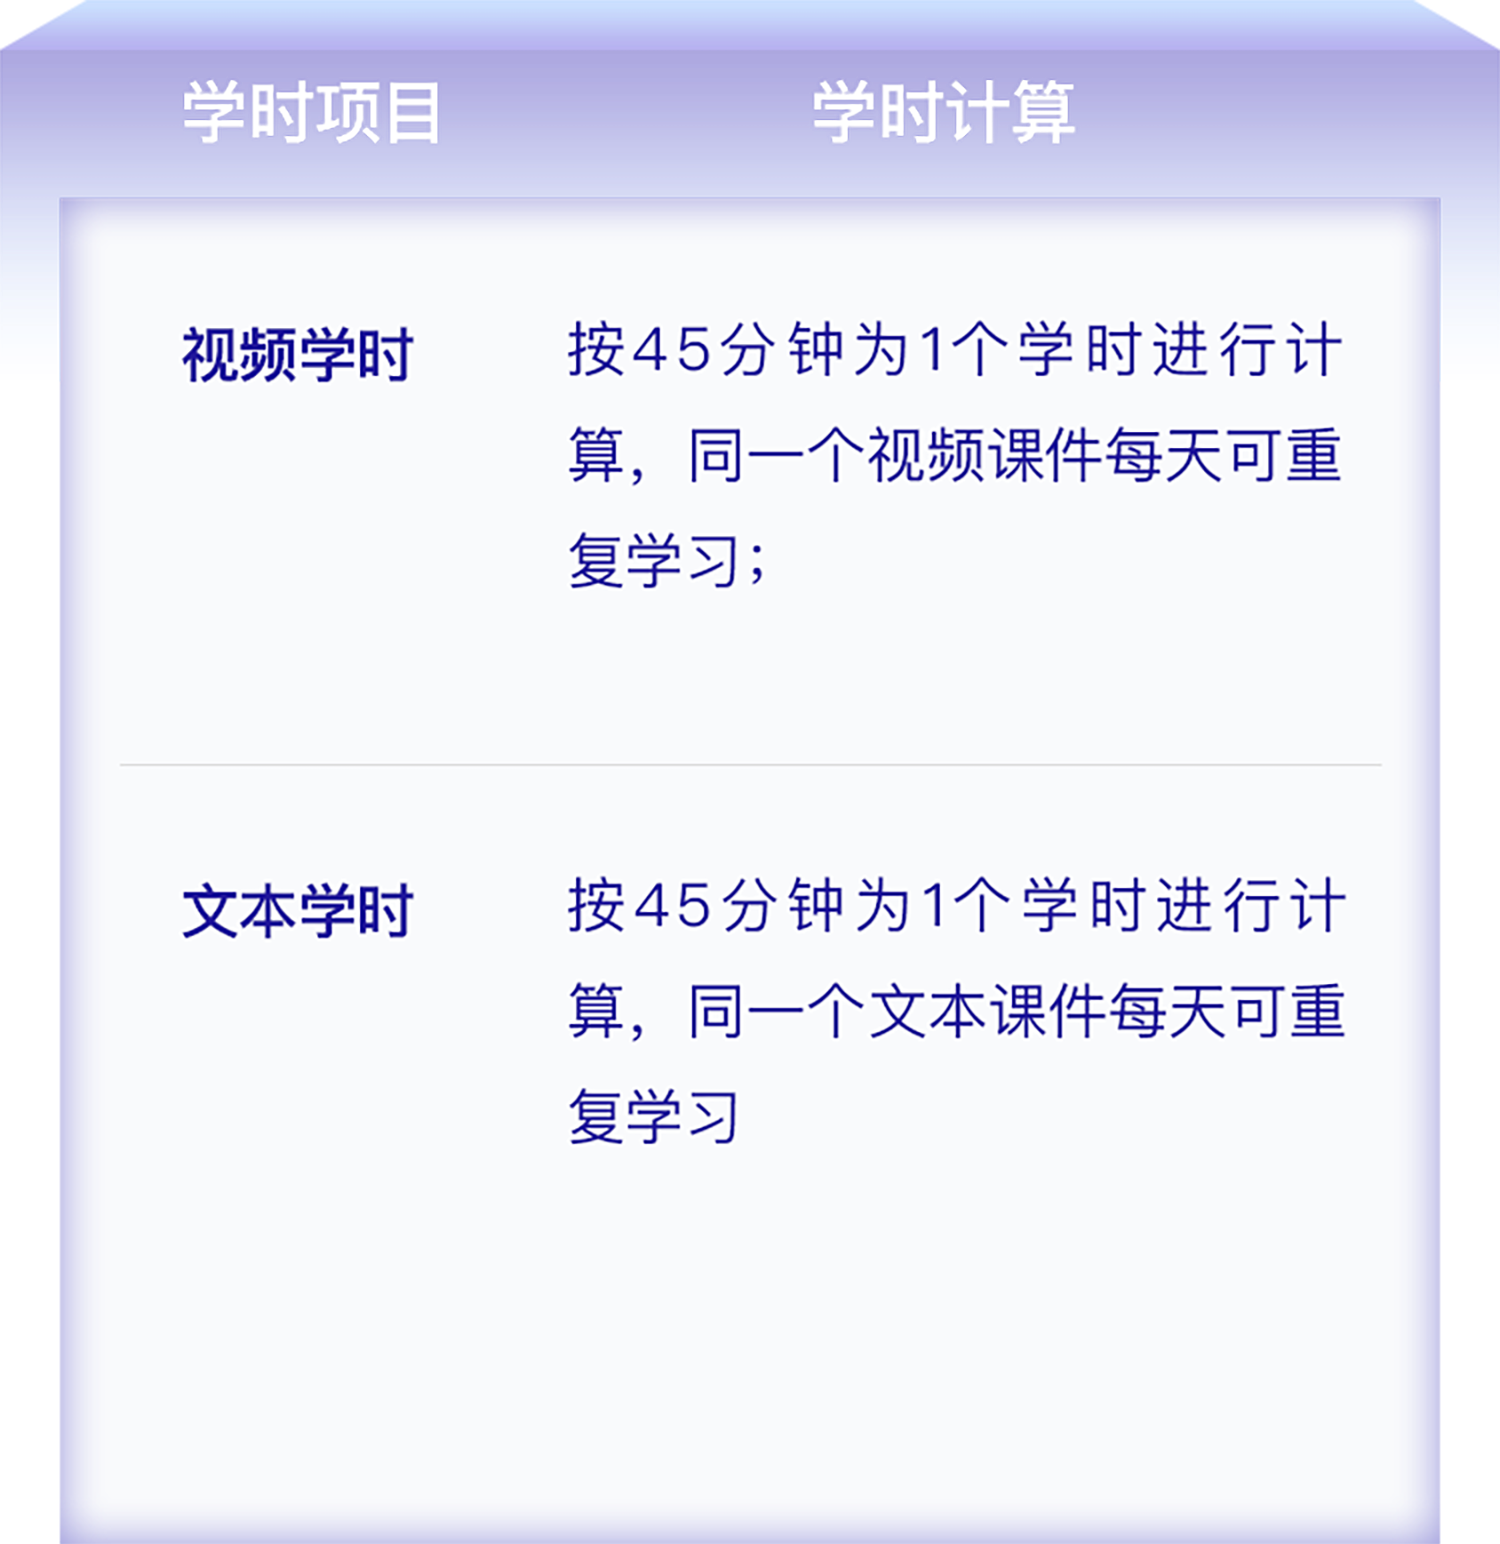 学时项目 学时计算
视频学时 按45分钟为1个学时进行计
算，同一个视频课件每天可重
复学习；
文本学时 按45分钟为1个学时进行计
算，同一个文本课件每天可重
复学习